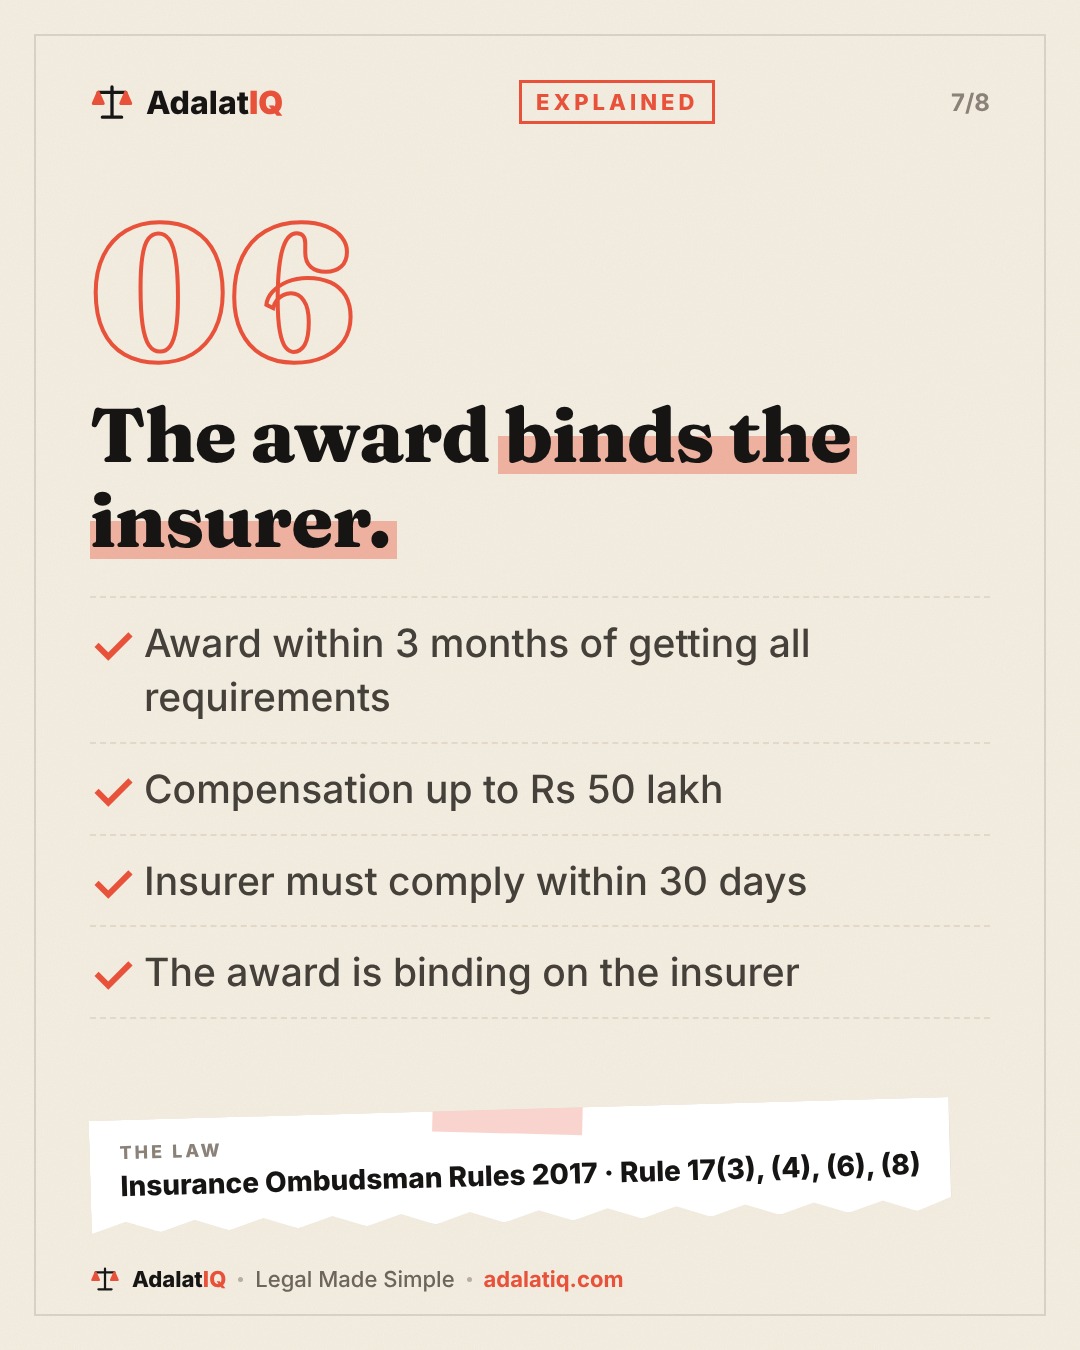 AdalatIQ
EXPLAINED
7/8
06
The award binds the
insurer.
Award within 3 months of getting all
requirements
Compensation up to Rs 50 lakh
Insurer must comply within 30 days
The award is binding on the insurer
THE LAW
Insurance Ombudsman Rules 2017 · Rule 17(3), (4), (6), (8)
AdalatIQ • Legal Made Simple • adalatiq.com